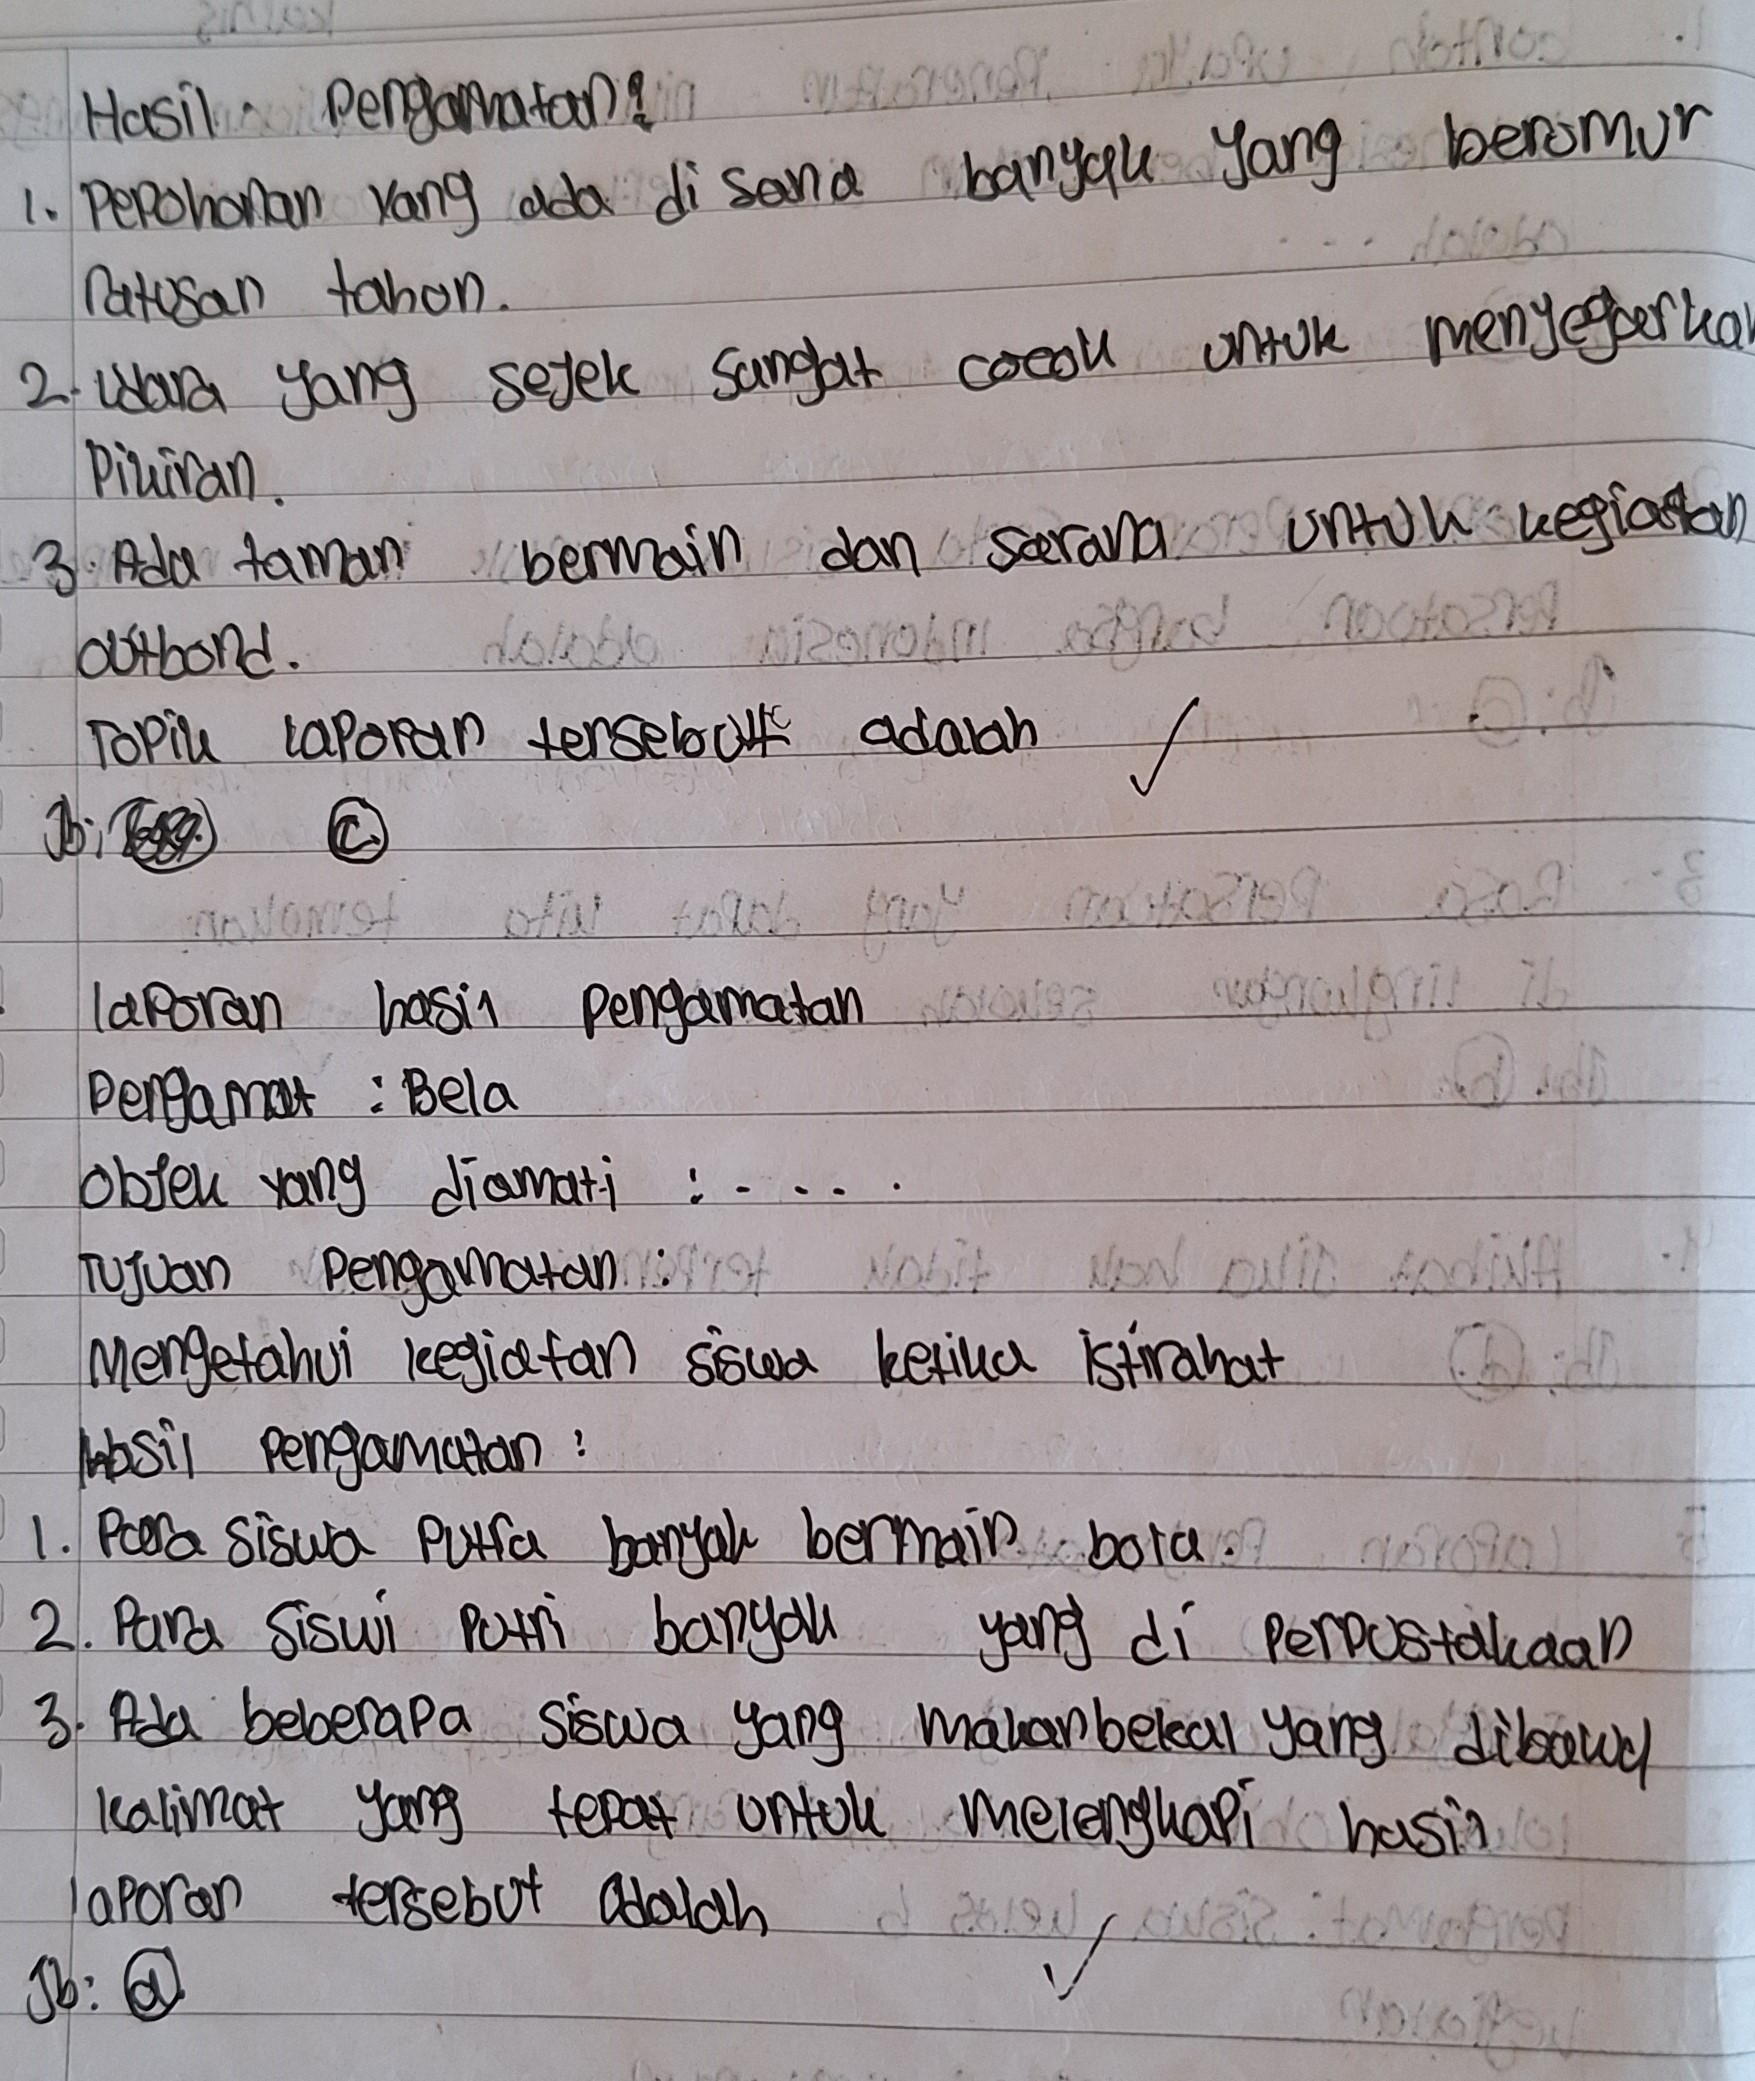 Hasil Pengamatan:
1. Pepohonan yang ada di sana banyak yang berumur
ratusan tahun.
2. Udara yang sejek sangat cocok untuk menyegarkan
Pikiran.
3. Ada taman bermain dan sarana untuk kegiatan
outbond.
Topik laporan tersebut adalah
Jb: C.
laporan hasil Pengamatan
Pengamat : Bela
Objek yang diamati : . . . .
Tujuan Pengamatan :
Mengetahui kegiatan siswa ketika istirahat
Hasil Pengamatan :
1. Para siswa Putra banyak bermain bola.
2. Para siswi Putri banyak yang di Perpustakaan
3. Ada beberapa siswa yang makan bekal yang dibawa
kalimat yang tepat untuk melengkapi hasil
laporan tersebut adalah
Jb: